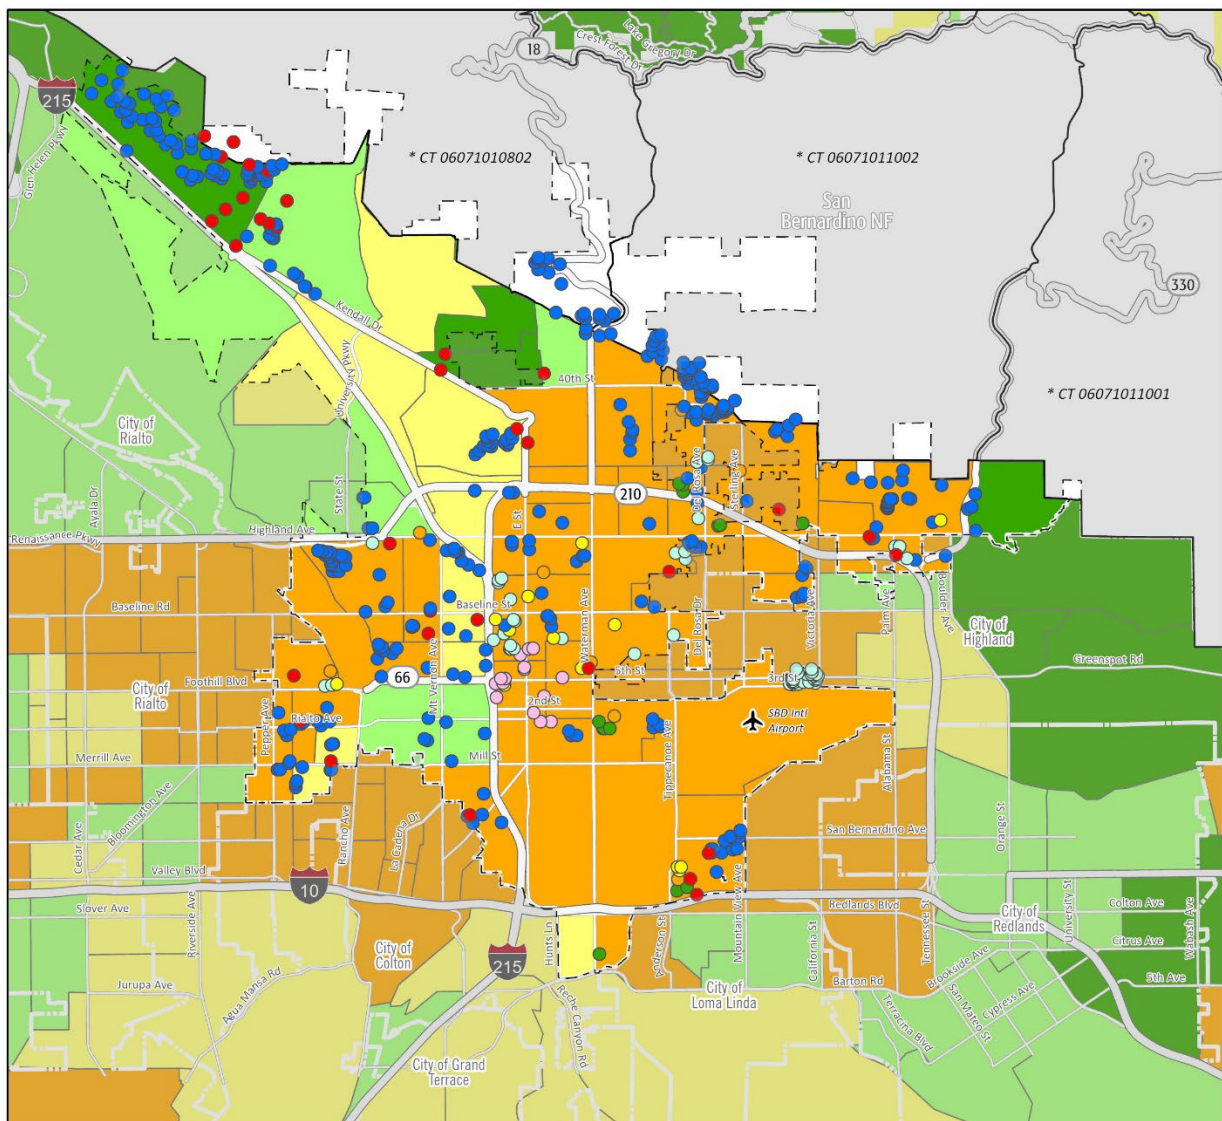 Lake Gregory Dr
Crest Forest Dr
18
215
Glen Helen Pkwy
* CT 06071010802
* CT 06071011002
San
Bernardino NF
330
Kendall Dr
University Pkwy
40th St
* CT 06071011001
City of
Rialto
Ayala Dr
State St
Del Rosa Ave
Sterling Ave
210
E St
Highland Ave
Renaissance Pkwy
Baseline Rd
Baseline St
Waterman Ave
Del Rosa Dr
Victoria Ave
Palm Ave
Boulder Ave
City of
Highland
Mt Vernon Ave
Greenspot Rd
5th St
3rd St
City of
Rialto
Foothill Blvd
66
2nd St
Pepper Ave
Rialto Ave
SBD Intl
Airport
Merrill Ave
Mill St
Tippecanoe Ave
Alabama St
Bloomington Ave
Cedar Ave
Rancho Ave
La Cadena Dr
San Bernardino Ave
Orange St
Valley Blvd
10
Mountain View Ave
Slover Ave
Riverside Ave
Redlands Blvd
City of
Redlands
University St
Colton Ave
Citrus Ave
Wabash Ave
5th Ave
City of
Colton
215
Hunts Ln
Anderson St
California St
Tennessee St
Brookside Ave
San Mateo St
Cypress Ave
Jurupa Ave
Agua Mansa Rd
Reche Canyon Rd
City of
Loma Linda
Barton Rd
Terracina Blvd
City of Grand
Terrace